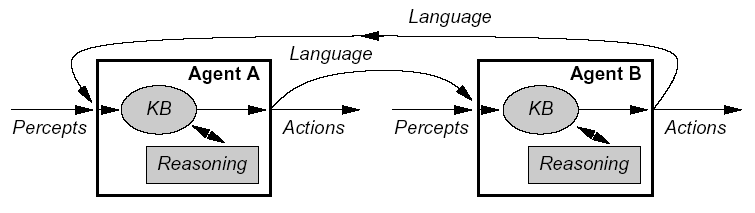 Language
Language
Agent A
Agent B
KB
KB
Percepts
Actions
Percepts
Actions
Reasoning
Reasoning